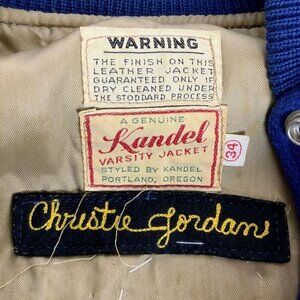 WARNING
THE FINISH ON THIS
LEATHER JACKET
GUARANTEED ONLY IF
DRY CLEANED UNDER
THE STODDARD PROCESS
A GENUINE
Kandel
VARSITY JACKET
STYLED BY KANDEL
PORTLAND, OREGON
34
Christie Jordan